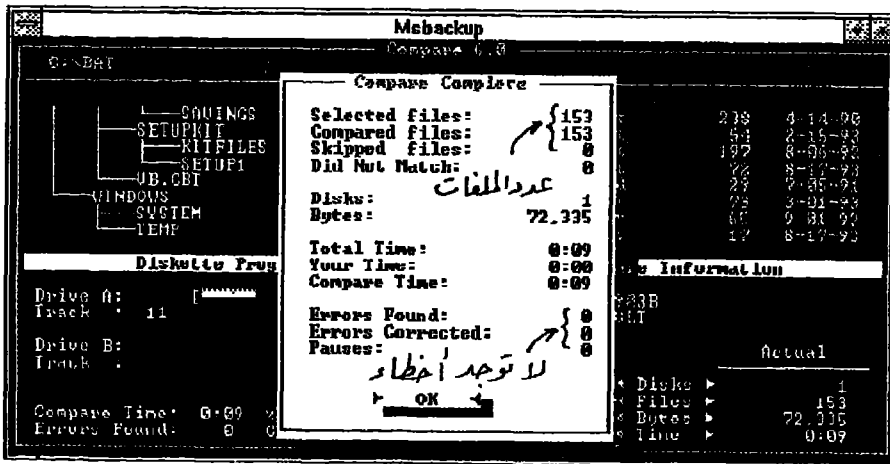 Msbackup
Compare 6.0
C:\BAT
SAVINGS
SETUPKIT
KITFILES
SETUP1
VB.CBT
WINDOWS
SYSTEM
TEMP
Compare Complete
Selected files: 153
Compared files: 153
Skipped files: 0
Did Not Match: 0
عدد الملفات
Disks: 1
Bytes: 72,335
Total Time: 0:09
Your Time: 0:00
Compare Time: 0:09
Errors Found: 0
Errors Corrected: 0
Pauses: 0
لا توجد أخطاء
OK
Diskette Prog
Drive A:
Track : 11
Drive B:
Track :
Compare Time: 0:09
Errors Found: 0
Information
Actual
Disks 1
Files 153
Bytes 72,335
Time 0:09